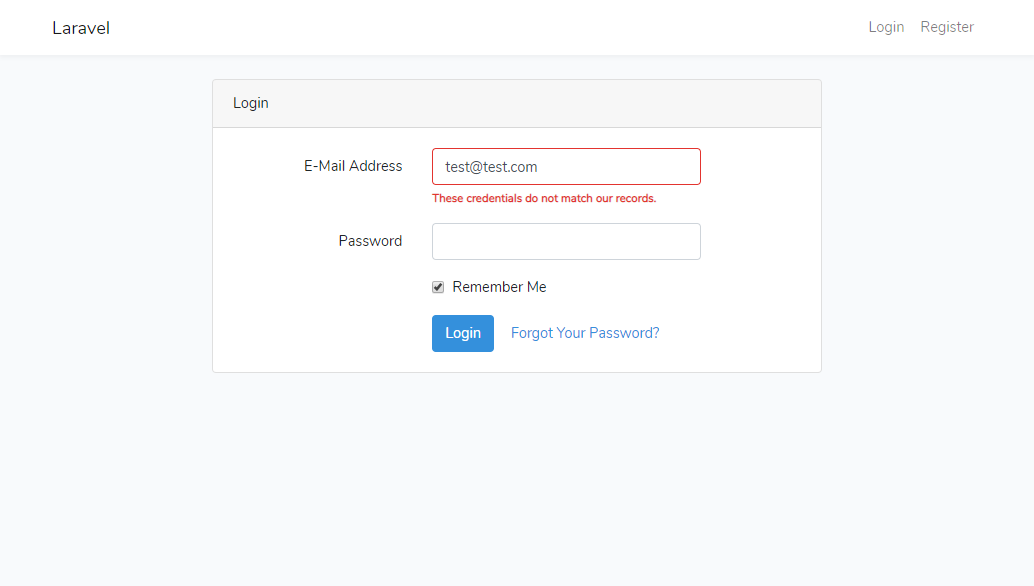 Laravel
Login Register
Login
E-Mail Address test@test.com
These credentials do not match our records.
Password
Remember Me
Login Forgot Your Password?